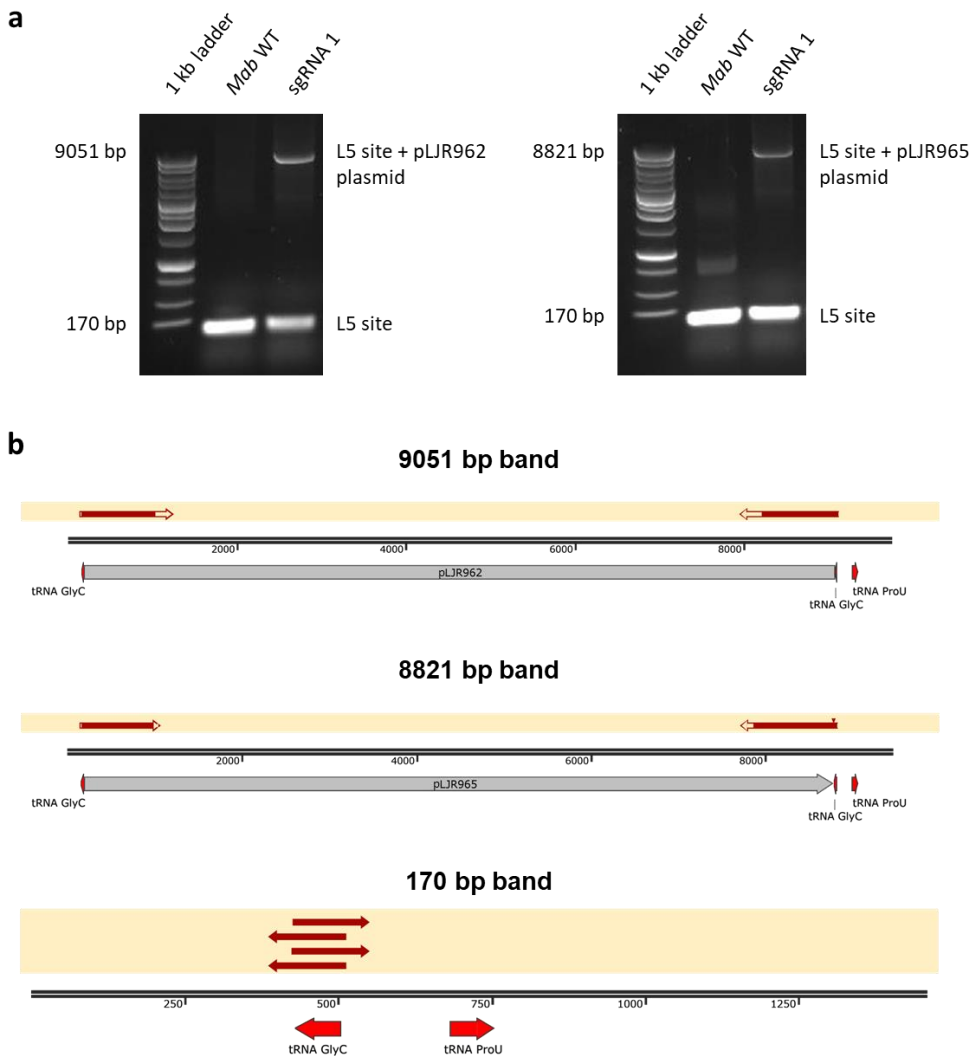 a
1 kb ladder
Mab WT
sgRNA 1
9051 bp
L5 site + pLJR962
plasmid
170 bp
L5 site
1 kb ladder
Mab WT
sgRNA 1
8821 bp
L5 site + pLJR965
plasmid
170 bp
L5 site
b
9051 bp band
2000 4000 6000 8000
pLJR962
tRNA GlyC tRNA ProU
tRNA GlyC
8821 bp band
2000 4000 6000 8000
pLJR965
tRNA GlyC tRNA ProU
tRNA GlyC
170 bp band
250 500 750 1000 1250
tRNA GlyC tRNA ProU